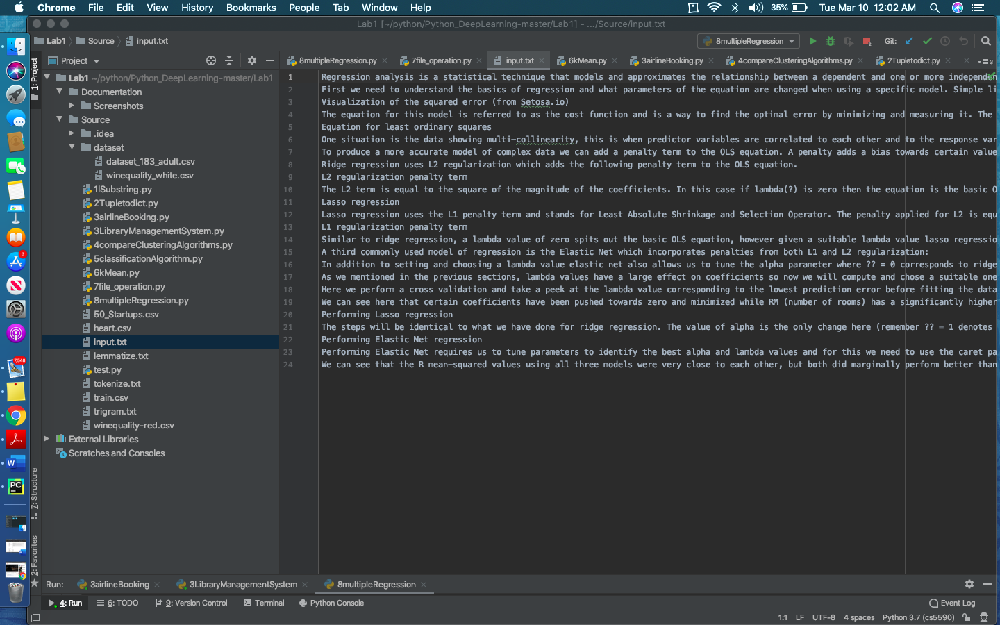 Chrome File Edit View History Bookmarks People Tab Window Help 35% Tue Mar 10 12:02 AM
Lab1 [~/python/Python_DeepLearning-master/Lab1] - .../Source/input.txt
Lab1 Source input.txt 8multipleRegression Git:
Project 8multipleRegression.py 7file_operation.py input.txt 6kMean.py 3airlineBooking.py 4compareClusteringAlgorithms.py 2Tupletodict.py 3
1: Project
Lab1 ~/python/Python_DeepLearning-master/Lab1
Documentation
Screenshots
Source
.idea
dataset
dataset_183_adult.csv
winequality_white.csv
1lSubstring.py
2Tupletodict.py
3airlineBooking.py
3LibraryManagementSystem.py
4compareClusteringAlgorithms.py
5classificationAlgorithm.py
6kMean.py
7file_operation.py
8multipleRegression.py
50_Startups.csv
heart.csv
input.txt
lemmatize.txt
test.py
tokenize.txt
train.csv
trigram.txt
winequality-red.csv
External Libraries
Scratches and Consoles
1 Regression analysis is a statistical technique that models and approximates the relationship between a dependent and one or more independen
2 First we need to understand the basics of regression and what parameters of the equation are changed when using a specific model. Simple li
3 Visualization of the squared error (from Setosa.io)
4 The equation for this model is referred to as the cost function and is a way to find the optimal error by minimizing and measuring it. The
5 Equation for least ordinary squares
6 One situation is the data showing multi-collinearity, this is when predictor variables are correlated to each other and to the response var
7 To produce a more accurate model of complex data we can add a penalty term to the OLS equation. A penalty adds a bias towards certain value
8 Ridge regression uses L2 regularization which adds the following penalty term to the OLS equation.
9 L2 regularization penalty term
10 The L2 term is equal to the square of the magnitude of the coefficients. In this case if lambda(?) is zero then the equation is the basic O
11 Lasso regression
12 Lasso regression uses the L1 penalty term and stands for Least Absolute Shrinkage and Selection Operator. The penalty applied for L2 is equ
13 L1 regularization penalty term
14 Similar to ridge regression, a lambda value of zero spits out the basic OLS equation, however given a suitable lambda value lasso regressio
15 A third commonly used model of regression is the Elastic Net which incorporates penalties from both L1 and L2 regularization:
16 In addition to setting and choosing a lambda value elastic net also allows us to tune the alpha parameter where ?? = 0 corresponds to ridge
17 As we mentioned in the previous sections, lambda values have a large effect on coefficients so now we will compute and chose a suitable one
18 Here we perform a cross validation and take a peek at the lambda value corresponding to the lowest prediction error before fitting the data
19 We can see here that certain coefficients have been pushed towards zero and minimized while RM (number of rooms) has a significantly higher
20 Performing Lasso regression
21 The steps will be identical to what we have done for ridge regression. The value of alpha is the only change here (remember ?? = 1 denotes
22 Performing Elastic Net regression
23 Performing Elastic Net requires us to tune parameters to identify the best alpha and lambda values and for this we need to use the caret pa
24 We can see that the R mean-squared values using all three models were very close to each other, but both did marginally perform better than
3
7,548
W
PC
Z: Structure
2: Favorites
Run: 3airlineBooking 3LibraryManagementSystem 8multipleRegression
4: Run 6: TODO 9: Version Control Terminal Python Console Event Log
1:1 LF UTF-8 4 spaces Python 3.7 (cs5590)